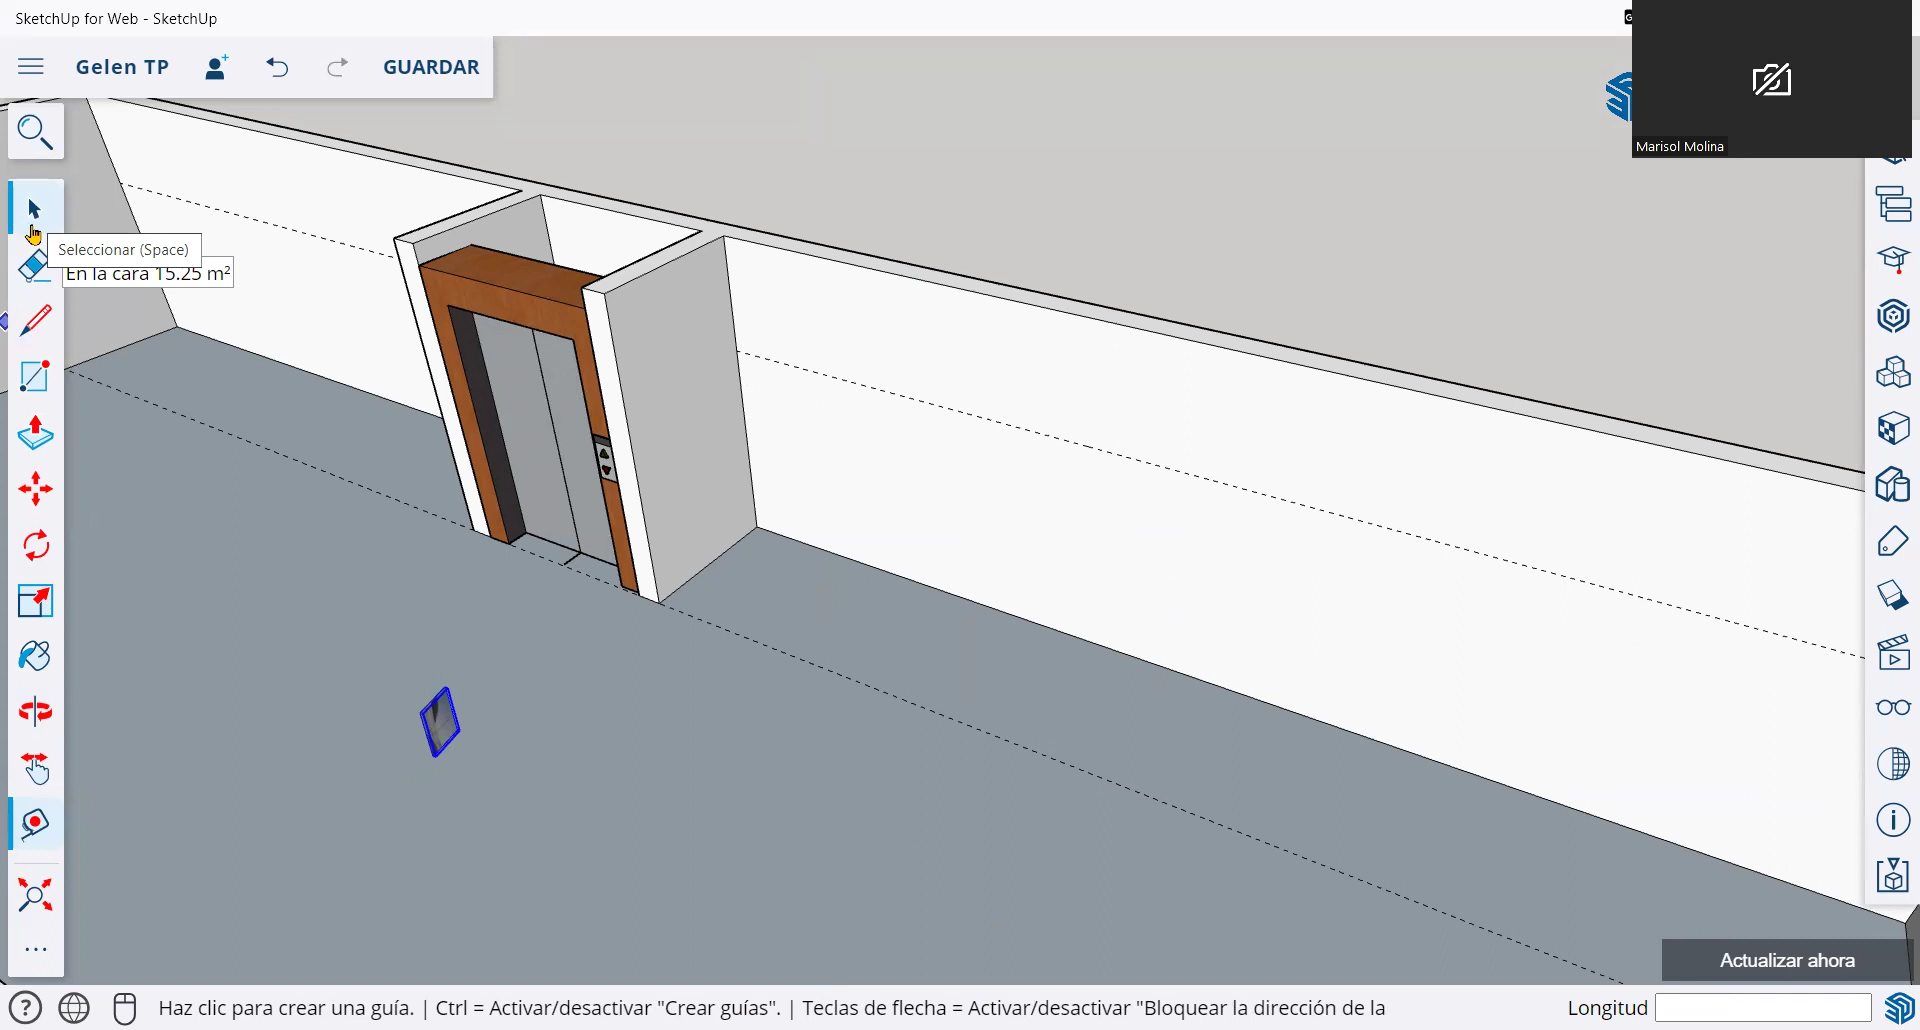 SketchUp for Web - SketchUp
Gelen TP
GUARDAR
Marisol Molina
Seleccionar (Space)
En la cara 15.25 m²
Actualizar ahora
Haz clic para crear una guía. | Ctrl = Activar/desactivar "Crear guías". | Teclas de flecha = Activar/desactivar "Bloquear la dirección de la
Longitud